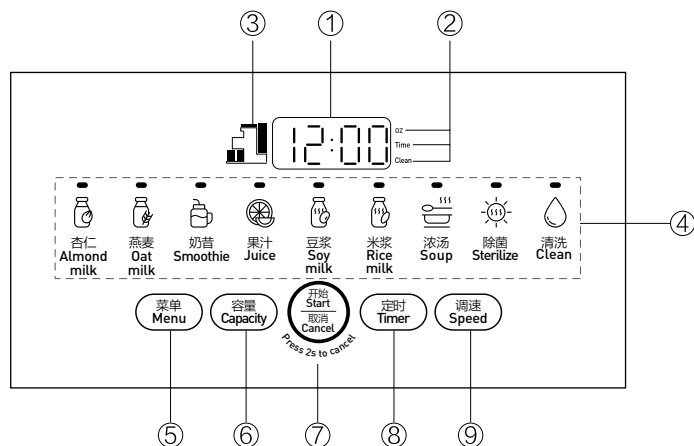 ③ ① ②
12:00
OZ
Time
Clean
④
杏仁 燕麦 奶昔 果汁 豆浆 米浆 浓汤 除菌 清洗
Almond Oat Smoothie Juice Soy Rice Soup Sterilize Clean
milk milk milk milk
菜单 容量 开始 定时 调速
Menu Capacity Start Timer Speed
取消
Cancel
Press 2s to cancel
⑤ ⑥ ⑦ ⑧ ⑨